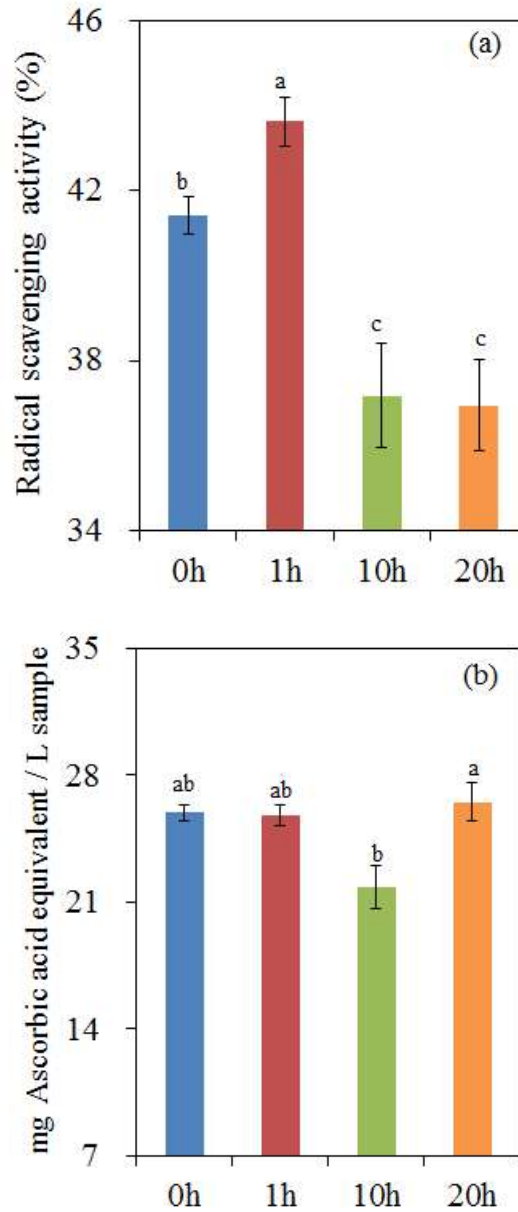 Radical scavenging activity (%)
46
42
38
34
(a)
b
a
c
c
0h 1h 10h 20h
mg Ascorbic acid equivalent / L sample
35
28
21
14
7
(b)
ab
ab
b
a
0h 1h 10h 20h